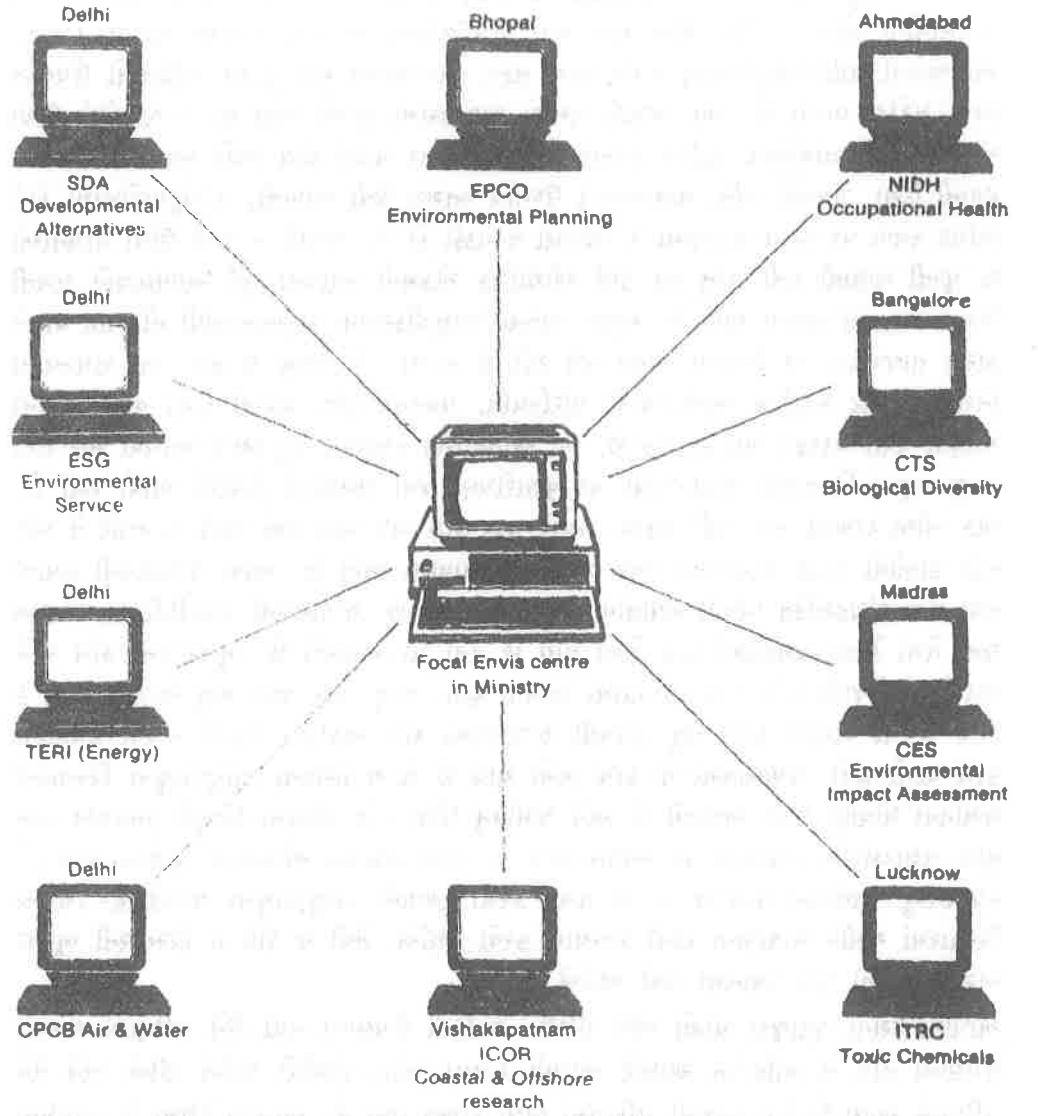 Delhi
SDA
Developmental
Alternatives
Bhopal
EPCO
Environmental Planning
Ahmedabad
NIDH
Occupational Health
Delhi
ESG
Environmental
Service
Bangalore
CTS
Biological Diversity
e
Focal Envis centre
in Ministry
Delhi
TERI (Energy)
Madras
CES
Environmental
Impact Assessment
Delhi
CPCB Air & Water
Vishakapatnam
ICOR
Coastal & Offshore
research
Lucknow
ITRC
Toxic Chemicals